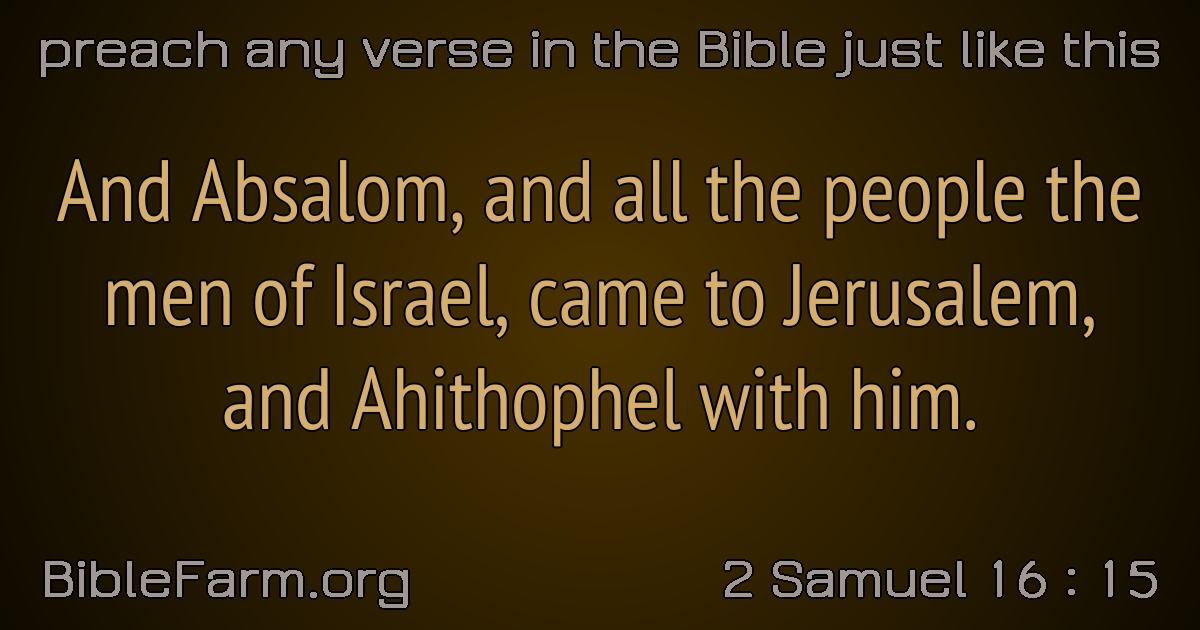 preach any verse in the Bible just like this
And Absalom, and all the people the
men of Israel, came to Jerusalem,
and Ahithophel with him.
BibleFarm.org
2 Samuel 16 : 15